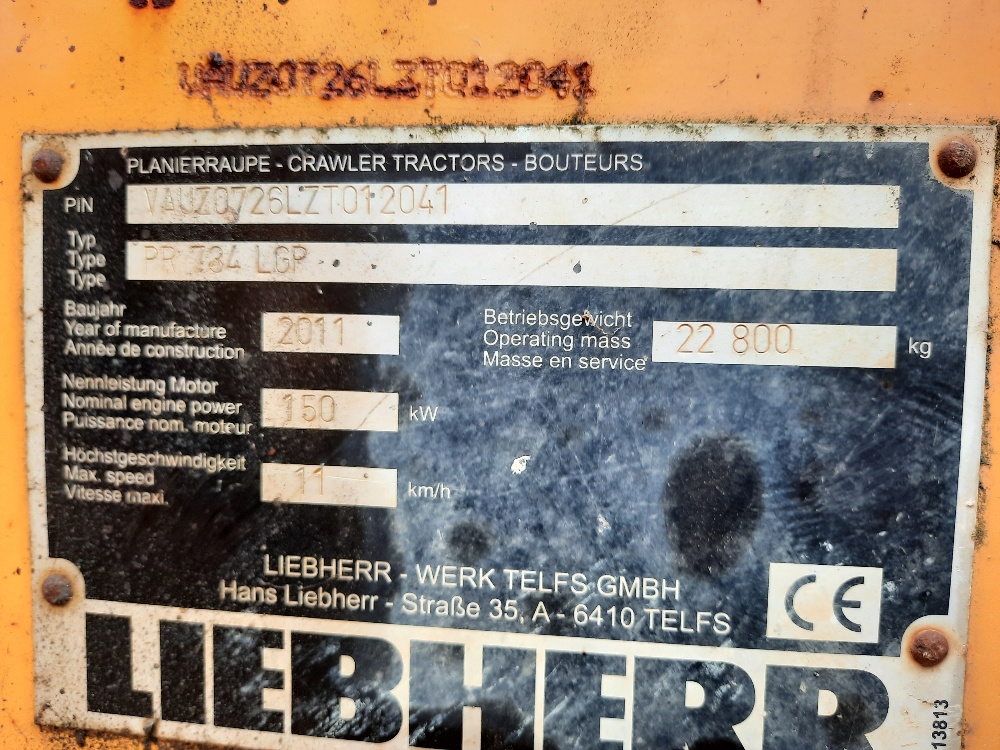 VAUZ0726LZT012041
PLANIERRAUPE - CRAWLER TRACTORS - BOUTEURS
PIN VAUZ0726LZT012041
Typ
Type PR 734 LGP
Type
Baujahr
Year of manufacture 2011
Année de construction
Betriebsgewicht
Operating mass 22 800 kg
Masse en service
Nennleistung Motor
Nominal engine power 150 kW
Puissance nom. moteur
Höchstgeschwindigkeit
Max. speed 11 km/h
Vitesse maxi.
LIEBHERR - WERK TELFS GMBH
Hans Liebherr - Straße 35, A - 6410 TELFS
CE
LIEBHERR
13813